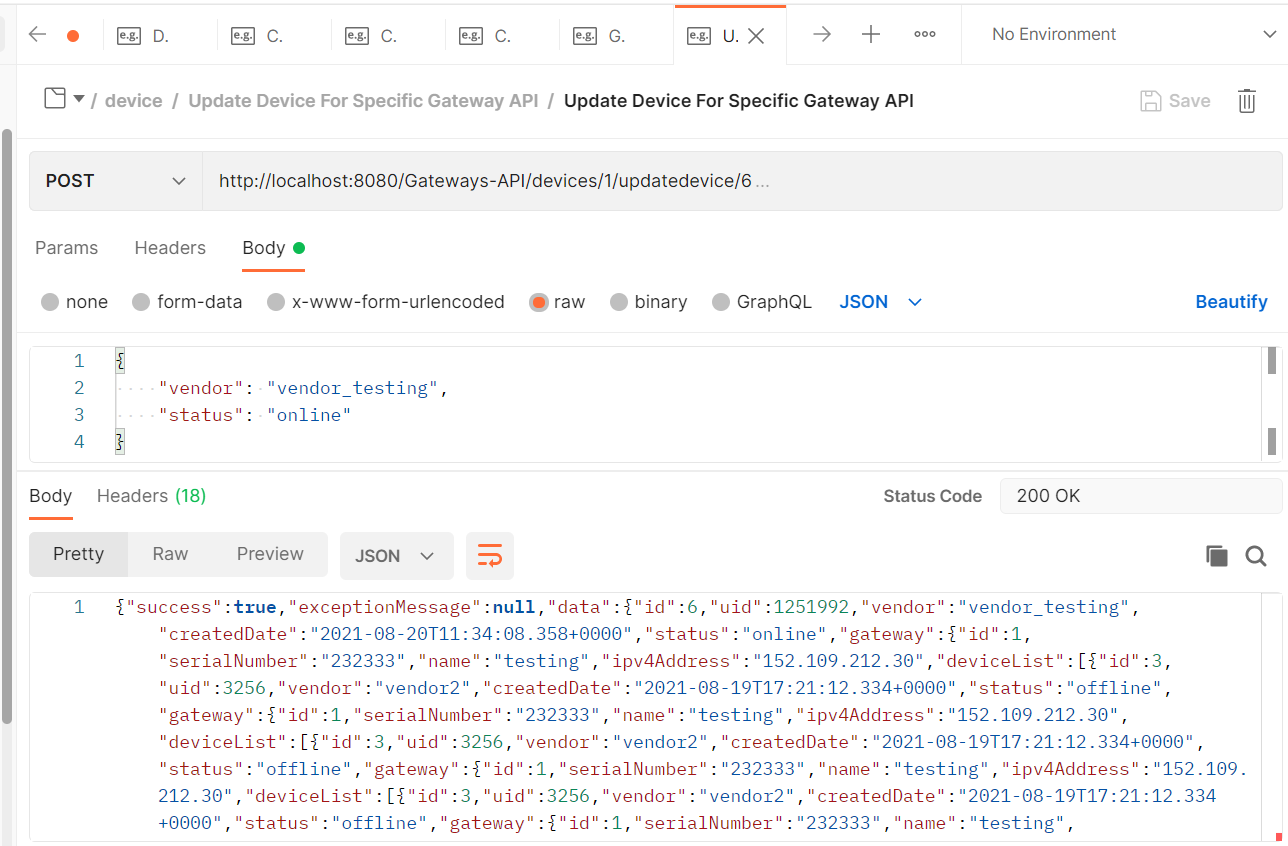 e.g. D. e.g. C. e.g. C. e.g. C. e.g. G. e.g. U. ooo No Environment
/ device / Update Device For Specific Gateway API / Update Device For Specific Gateway API Save
POST http://localhost:8080/Gateways-API/devices/1/updatedevice/6 ...
Params Headers Body
none form-data x-www-form-urlencoded raw binary GraphQL JSON Beautify
1 {
2 "vendor": "vendor_testing",
3 "status": "online"
4 }
Body Headers (18) Status Code 200 OK
Pretty Raw Preview JSON
1 {"success":true,"exceptionMessage":null,"data":{"id":6,"uid":1251992,"vendor":"vendor_testing",
"createdDate":"2021-08-20T11:34:08.358+0000","status":"online","gateway":{"id":1,
"serialNumber":"232333","name":"testing","ipv4Address":"152.109.212.30","deviceList":[{"id":3,
"uid":3256,"vendor":"vendor2","createdDate":"2021-08-19T17:21:12.334+0000","status":"offline",
"gateway":{"id":1,"serialNumber":"232333","name":"testing","ipv4Address":"152.109.212.30",
"deviceList":[{"id":3,"uid":3256,"vendor":"vendor2","createdDate":"2021-08-19T17:21:12.334+0000",
"status":"offline","gateway":{"id":1,"serialNumber":"232333","name":"testing","ipv4Address":"152.109.
212.30","deviceList":[{"id":3,"uid":3256,"vendor":"vendor2","createdDate":"2021-08-19T17:21:12.334
+0000","status":"offline","gateway":{"id":1,"serialNumber":"232333","name":"testing",